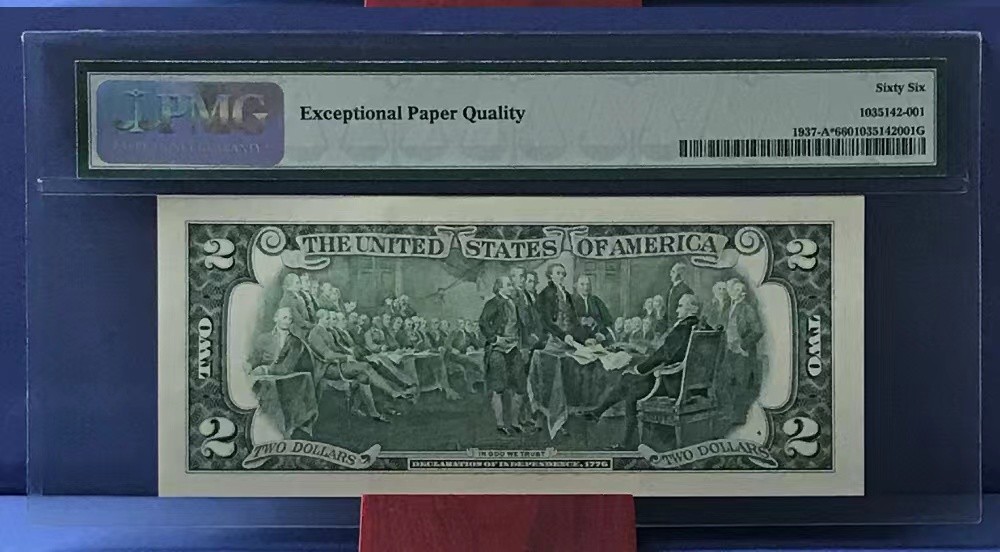 PMG
Exceptional Paper Quality
Sixty Six
1035142-001
1937-A*6601035142001G
THE UNITED STATES OF AMERICA
2
2
TWO
TWO
2
2
TWO DOLLARS
IN GOD WE TRUST
TWO DOLLARS
DECLARATION OF INDEPENDENCE, 1776